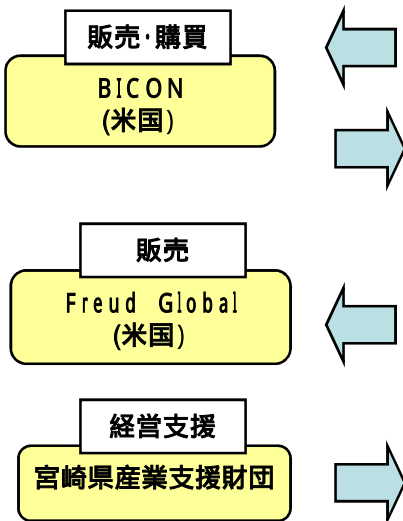 販売･購買
BICON
(米国)
販売
Freud Global
(米国)
経営支援
宮崎県産業支援財団